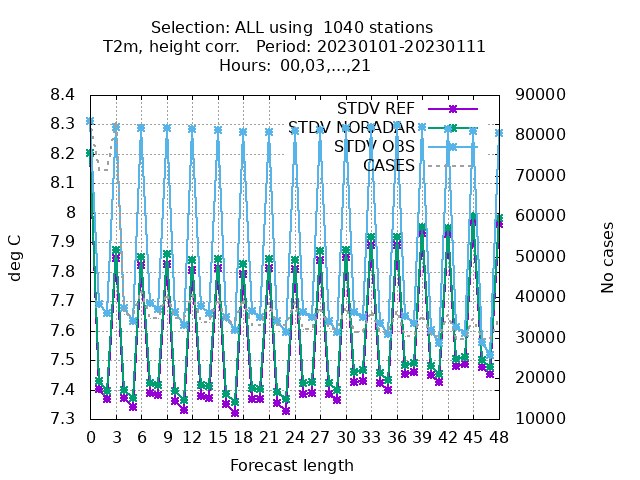 Selection: ALL using  1040 stations
T2m, height corr.   Period: 20230101-20230111
Hours:  00,03,...,21
STDV REF
STDV NORADAR
STDV OBS
CASES
deg C
8.4
8.3
8.2
8.1
8
7.9
7.8
7.7
7.6
7.5
7.4
7.3
90000
80000
70000
60000
50000
40000
30000
20000
10000
No cases
0 3 6 9 12 15 18 21 24 27 30 33 36 39 42 45 48
Forecast length